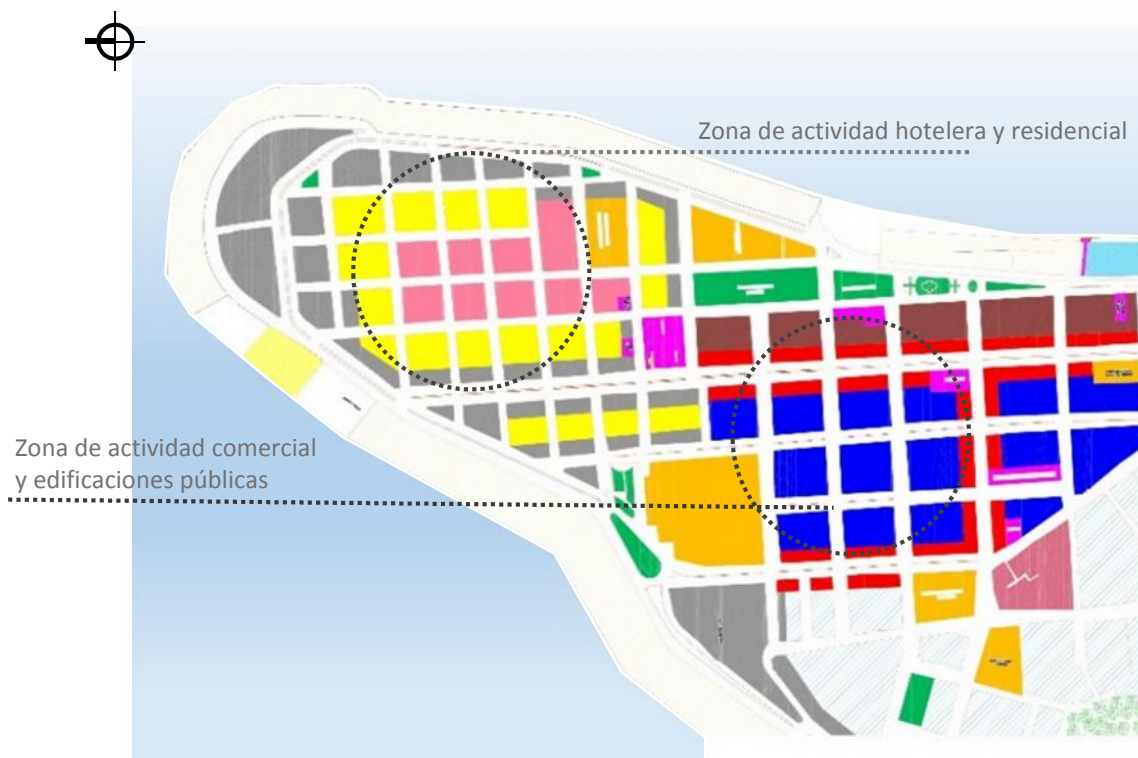 Zona de actividad hotelera y residencial
Zona de actividad comercial
y edificaciones públicas